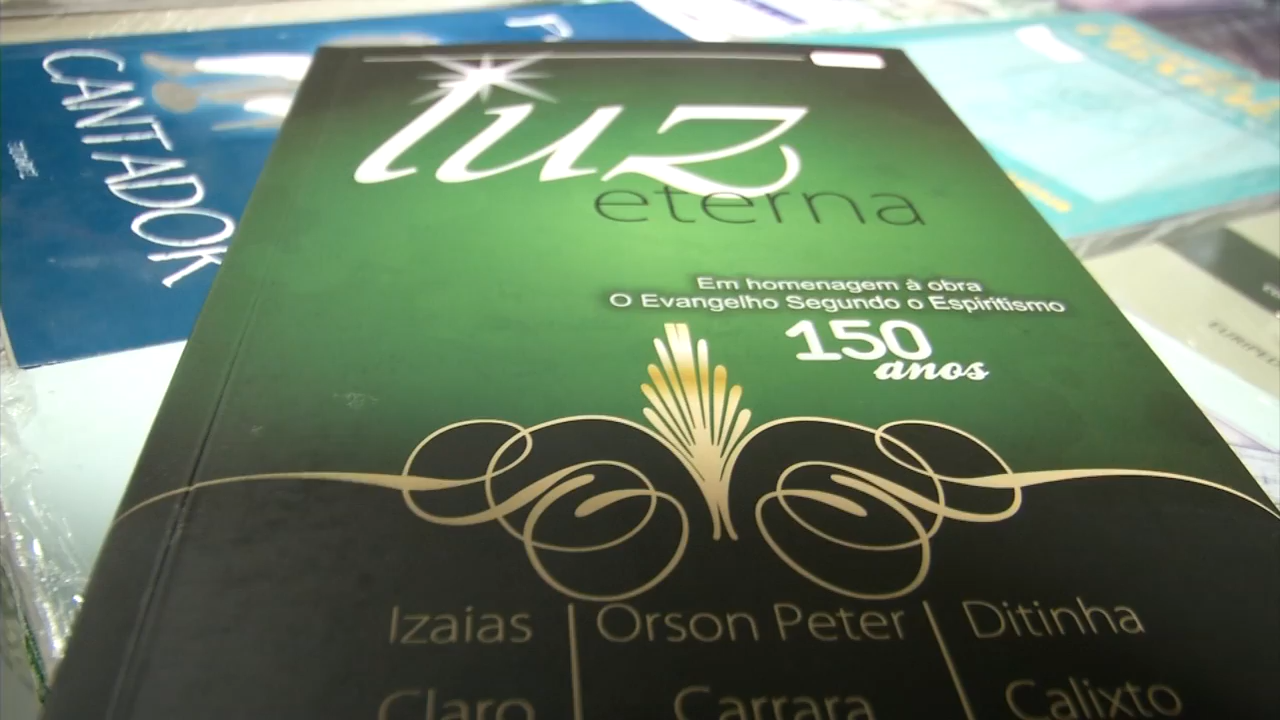 luz
eterna
Em homenagem à obra
O Evangelho Segundo o Espiritismo
150
anos
Izaias Claro
Orson Peter Carrara
Ditinha Calixto
CANTADOR